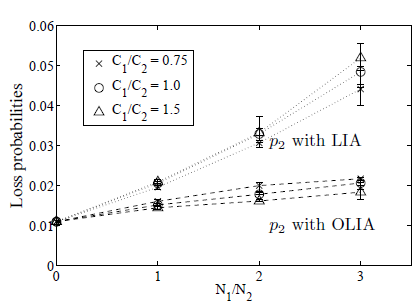 0.06
0.05
0.04
0.03
0.02
0.01
0
Loss probabilities
C1/C2 = 0.75
C1/C2 = 1.0
C1/C2 = 1.5
p2 with LIA
p2 with OLIA
0 1 2 3
N1/N2